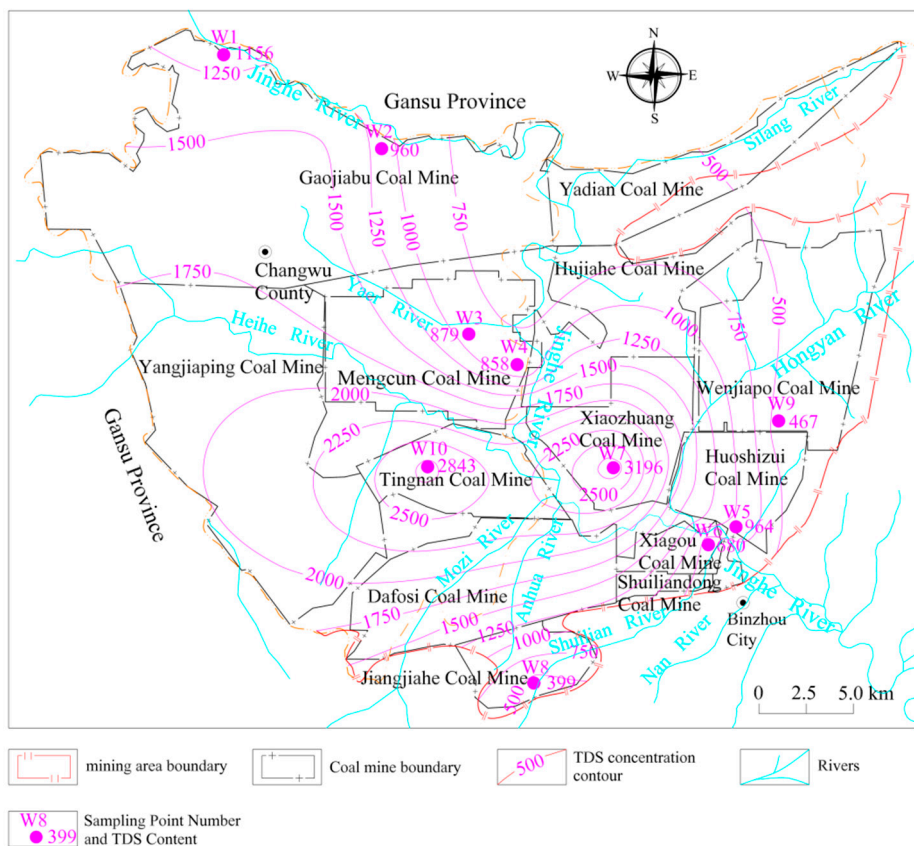 W1
1156
1250
Jinghe River
N
W
E
S
Gansu Province
Silang River
W2
960
1500
Gaojiabu Coal Mine
500
Yadian Coal Mine
1500
1250
1000
750
Changwu
County
1750
Hujiahe Coal Mine
Yaer River
Heihe River
W3
879
W4
858
Jinghe River
1000
750
500
1250
1500
1750
Hongyan River
Yangjiaping Coal Mine
Mengcun Coal Mine
Wenjiapo Coal Mine
2000
W9
467
Xiaozhuang
Coal Mine
2250
2250
Gansu Province
W10
2843
Tingnan Coal Mine
W7
3196
2500
Huoshizui
Coal Mine
2500
W5
964
W6
880
Xiagou
Coal Mine
Mozi River
2000
Anhua River
Shuiliandong
Coal Mine
Jinghe River
Dafosi Coal Mine
Binzhou
City
1750
1500
1250
1000
Shuilian River
750
Nan River
Jiangjiahe Coal Mine
W8
399
500
0 2.5 5.0 km
mining area boundary
Coal mine boundary
500
TDS concentration
contour
Rivers
W8
399
Sampling Point Number
and TDS Content